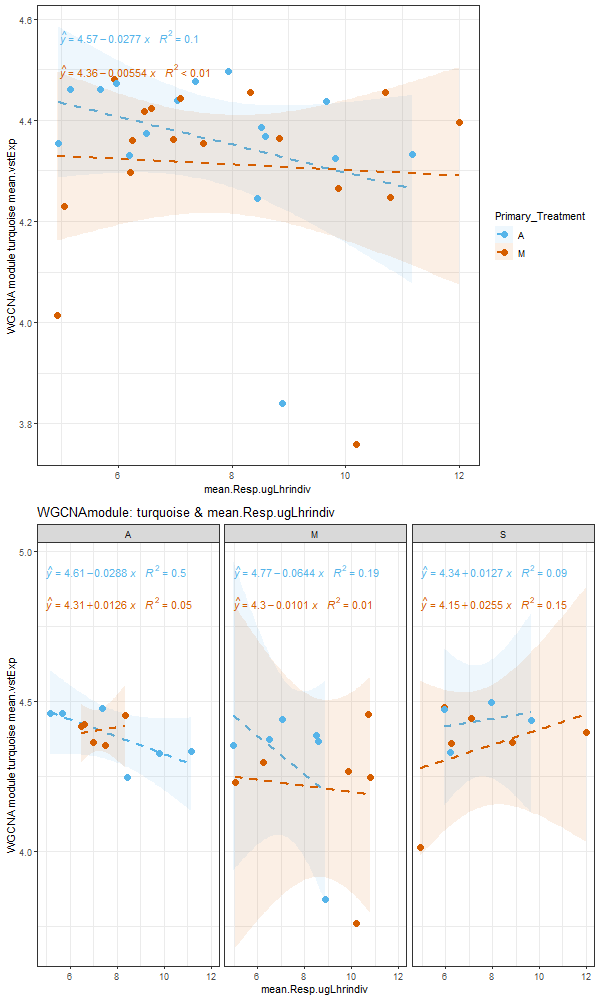 4.6
4.4
4.2
4.0
3.8
WGCNA module turquoise mean.vstExp
ŷ = 4.57 − 0.0277 x R² = 0.1
ŷ = 4.36 − 0.00554 x R² < 0.01
6 8 10 12
mean.Resp.ugLhrindiv
Primary_Treatment
A
M
WGCNAmodule: turquoise & mean.Resp.ugLhrindiv
A M S
5.0
4.5
4.0
WGCNA module turquoise mean.vstExp
ŷ = 4.61 − 0.0288 x R² = 0.5
ŷ = 4.31 + 0.0126 x R² = 0.05
ŷ = 4.77 − 0.0644 x R² = 0.19
ŷ = 4.3 − 0.0101 x R² = 0.01
ŷ = 4.34 + 0.0127 x R² = 0.09
ŷ = 4.15 + 0.0255 x R² = 0.15
6 8 10 12 6 8 10 12 6 8 10 12
mean.Resp.ugLhrindiv